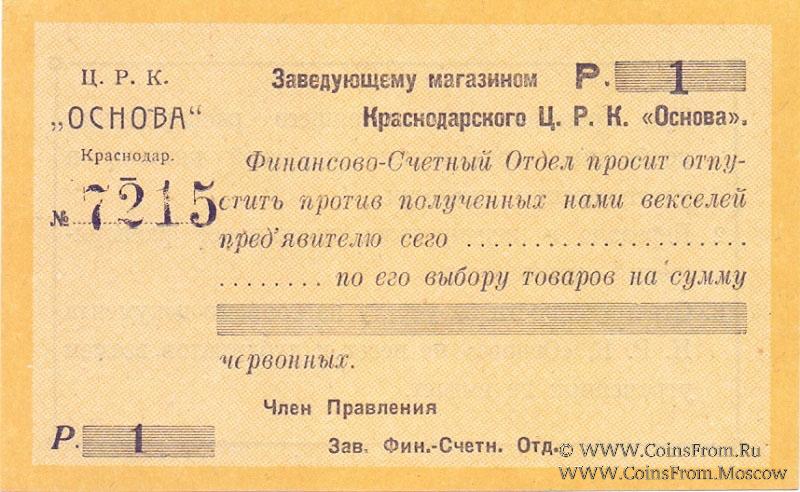 Ц. Р. К.
„ОСНОВА“
Краснодар.
№ 7215
Заведующему магазином Р. 1
Краснодарского Ц. Р. К. «Основа».
Финансово-Счетный Отдел просит отпу-
стить против полученных нами векселей
пред'явителю сего ......................
........ по его выбору товаров на сумму
червонных.
Член Правления
Р. 1
Зав. Фин.-Счетн. Отд.
© WWW.CoinsFrom.Ru
WWW.CoinsFrom.Moscow